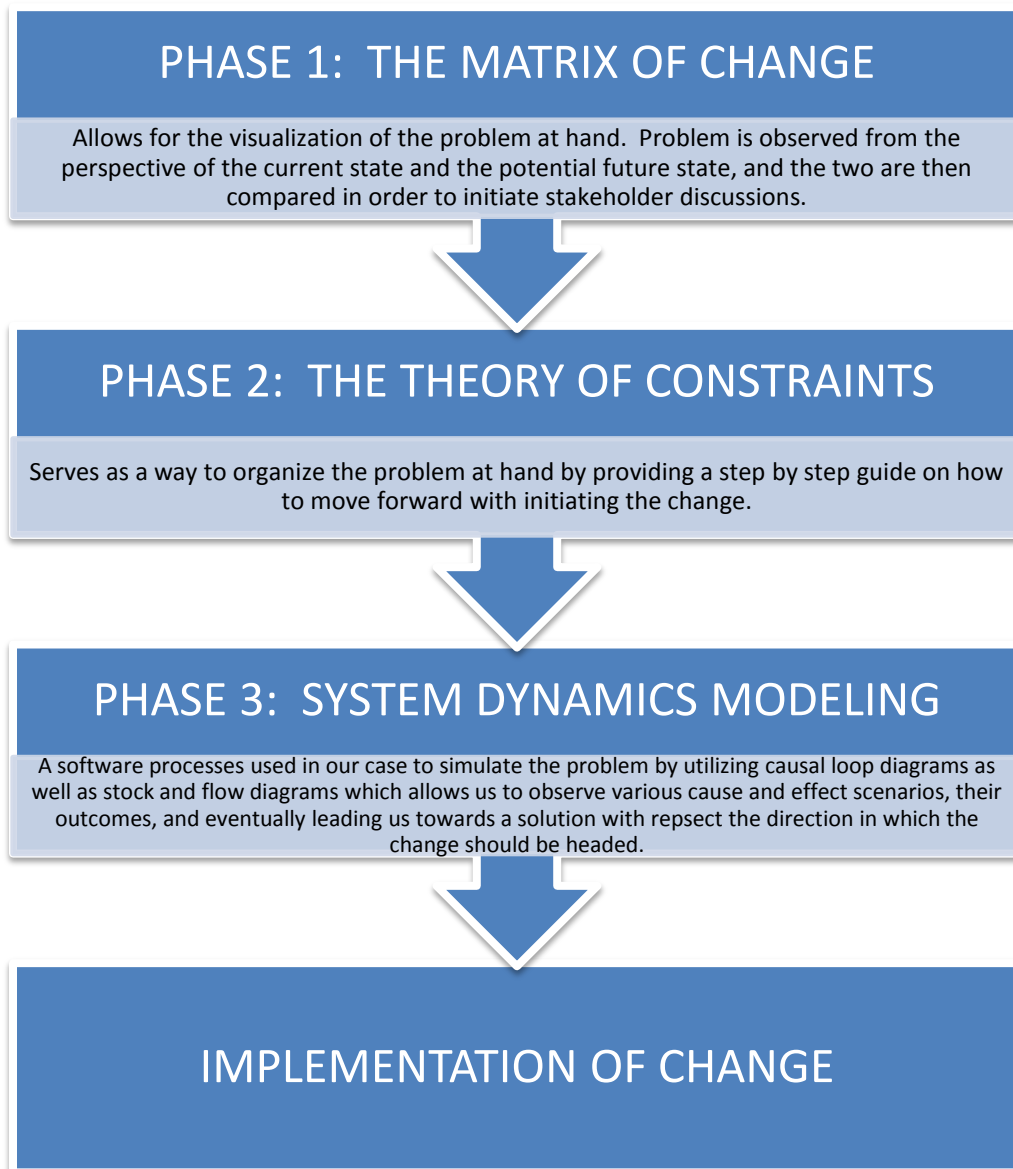 PHASE 1:  THE MATRIX OF CHANGE
Allows for the visualization of the problem at hand.  Problem is observed from the
perspective of the current state and the potential future state, and the two are then
compared in order to initiate stakeholder discussions.
PHASE 2:  THE THEORY OF CONSTRAINTS
Serves as a way to organize the problem at hand by providing a step by step guide on how
to move forward with initiating the change.
PHASE 3:  SYSTEM DYNAMICS MODELING
A software processes used in our case to simulate the problem by utilizing causal loop diagrams as
well as stock and flow diagrams which allows us to observe various cause and effect scenarios, their
outcomes, and eventually leading us towards a solution with repsect the direction in which the
change should be headed.
IMPLEMENTATION OF CHANGE